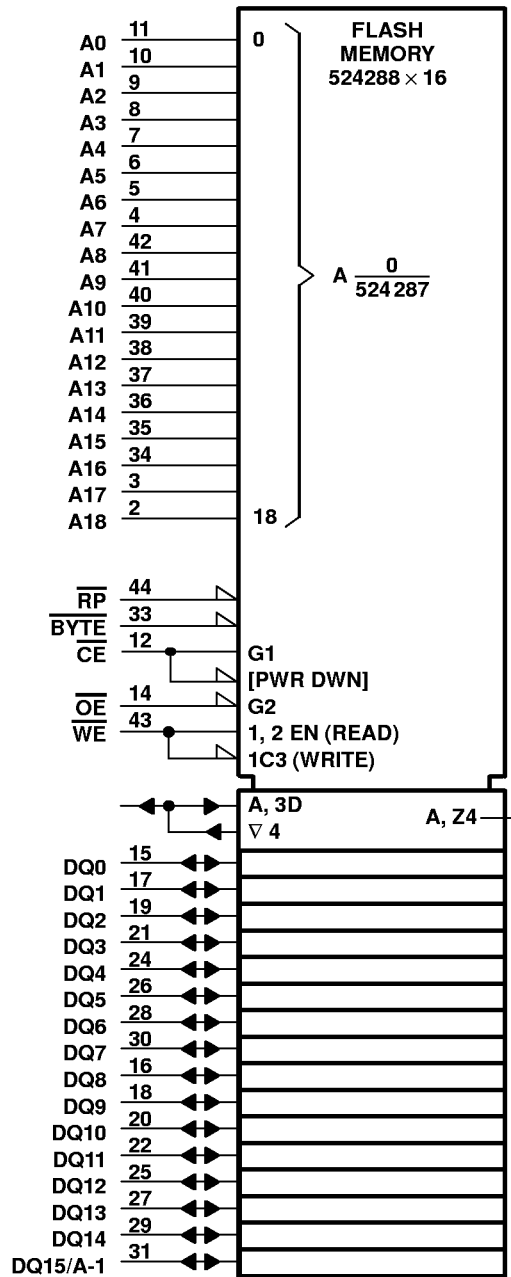 FLASH
MEMORY
524288 × 16
A0 11 0
A1 10
A2 9
A3 8
A4 7
A5 6
A6 5
A7 4
A8 42
A9 41
A 0
524 287
A10 40
A11 39
A12 38
A13 37
A14 36
A15 35
A16 34
A17 3
A18 2 18
RP 44
BYTE 33
CE 12 G1
[PWR DWN]
OE 14 G2
WE 43 1, 2 EN (READ)
1C3 (WRITE)
A, 3D
A, Z4
∇ 4
DQ0 15
DQ1 17
DQ2 19
DQ3 21
DQ4 24
DQ5 26
DQ6 28
DQ7 30
DQ8 16
DQ9 18
DQ10 20
DQ11 22
DQ12 25
DQ13 27
DQ14 29
DQ15/A-1 31